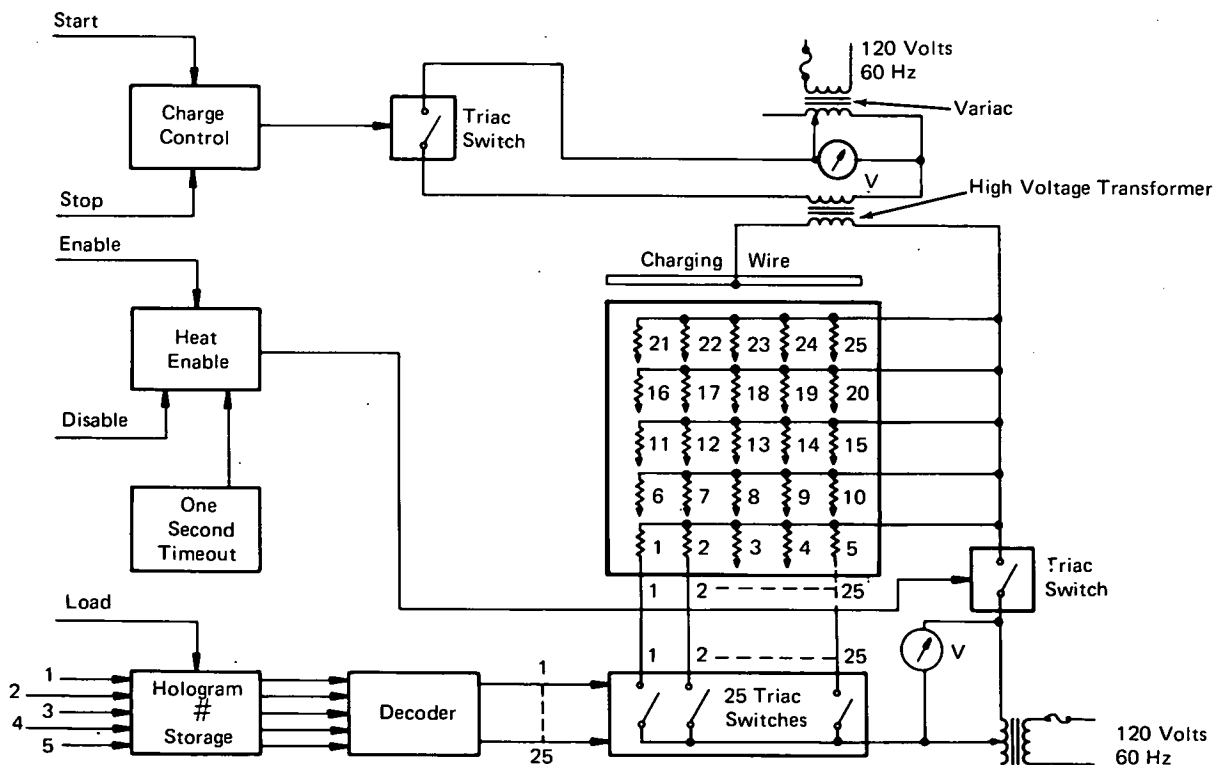 Start
Charge
Control
Stop
Triac
Switch
120 Volts
60 Hz
Variac
V
High Voltage Transformer
Enable
Heat
Enable
Disable
One
Second
Timeout
Charging Wire
21 22 23 24 25
16 17 18 19 20
11 12 13 14 15
6 7 8 9 10
1 2 3 4 5
1 2 25
Triac
Switch
V
Load
1
2
3
4
5
Hologram
#
Storage
Decoder
1
25
1 2 25
25 Triac
Switches
120 Volts
60 Hz